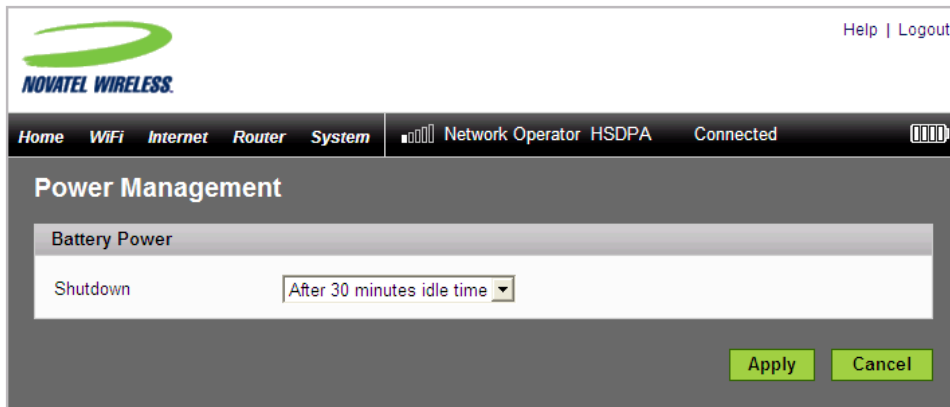 Help | Logout
NOVATEL WIRELESS.
Home WiFi Internet Router System Network Operator HSDPA Connected
Power Management
Battery Power
Shutdown After 30 minutes idle time
Apply Cancel